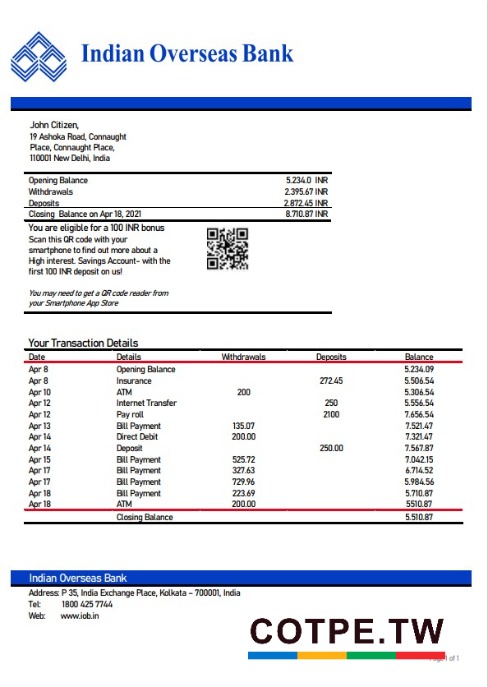 Indian Overseas Bank
John Citizen,
19 Ashoka Road, Connaught
Place, Connaught Place,
110001 New Delhi, India
Opening Balance 5.234.0 INR
Withdrawals 2.395.67 INR
Deposits 2.872.45 INR
Closing Balance on Apr 18, 2021 8.710.87 INR
You are eligible for a 100 INR bonus
Scan this QR code with your
smartphone to find out more about a
High interest. Savings Account- with the
first 100 INR deposit on us!
You may need to get a QR code reader from
your Smartphone App Store
Your Transaction Details
Date Details Withdrawals Deposits Balance
Apr 8 Opening Balance 5.234.09
Apr 8 Insurance 272.45 5.506.54
Apr 10 ATM 200 5.306.54
Apr 12 Internet Transfer 250 5.556.54
Apr 12 Pay roll 2100 7.656.54
Apr 13 Bill Payment 135.07 7.521.47
Apr 14 Direct Debit 200.00 7.321.47
Apr 14 Deposit 250.00 7.567.87
Apr 15 Bill Payment 525.72 7.042.15
Apr 17 Bill Payment 327.63 6.714.52
Apr 17 Bill Payment 729.96 5.984.56
Apr 18 Bill Payment 223.69 5.710.87
Apr 18 ATM 200.00 5510.87
Closing Balance 5.510.87
Indian Overseas Bank
Address: P 35, India Exchange Place, Kolkata – 700001, India
Tel: 1800 425 7744
Web: www.iob.in
COTPE.TW
1 of 1